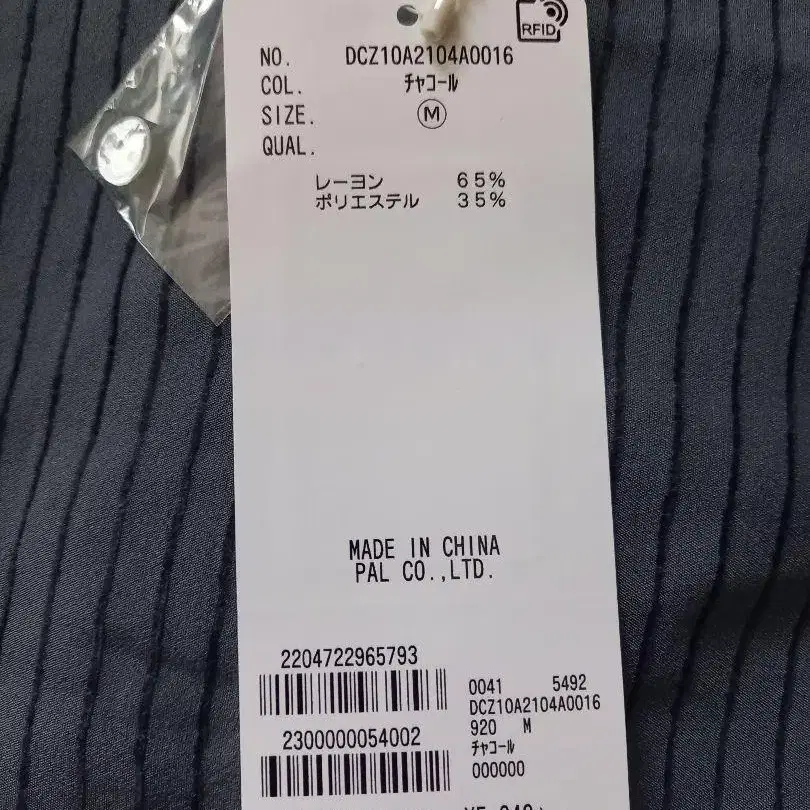 RFID
NO. DCZ10A2104A0016
COL. ﾁｬｺｰﾙ
SIZE. Ⓜ
QUAL.
レーヨン 65%
ポリエステル 35%
MADE IN CHINA
PAL CO.,LTD.
2204722965793
2300000054002
0041 5492
DCZ10A2104A0016
920 M
ﾁｬｺｰﾙ
000000